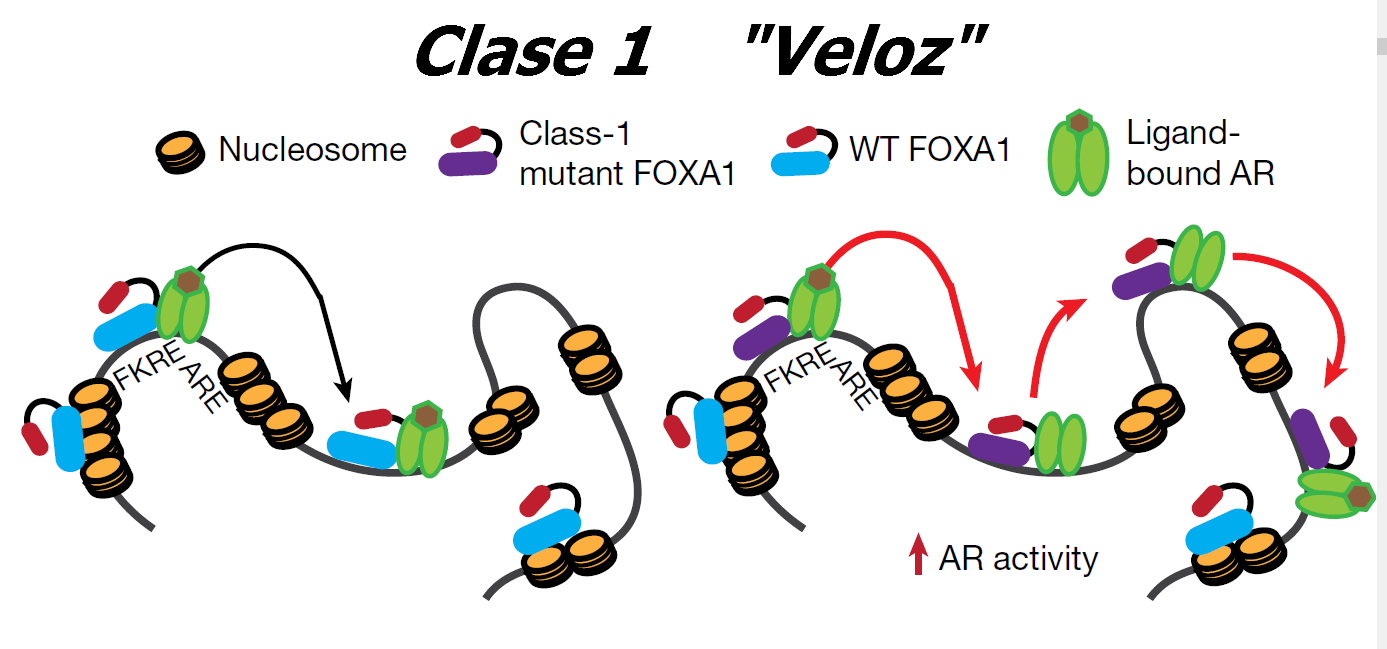 Clase 1 "Veloz"
Nucleosome
Class-1
mutant FOXA1
WT FOXA1
Ligand-
bound AR
FKRE
ARE
FKRE
ARE
AR activity